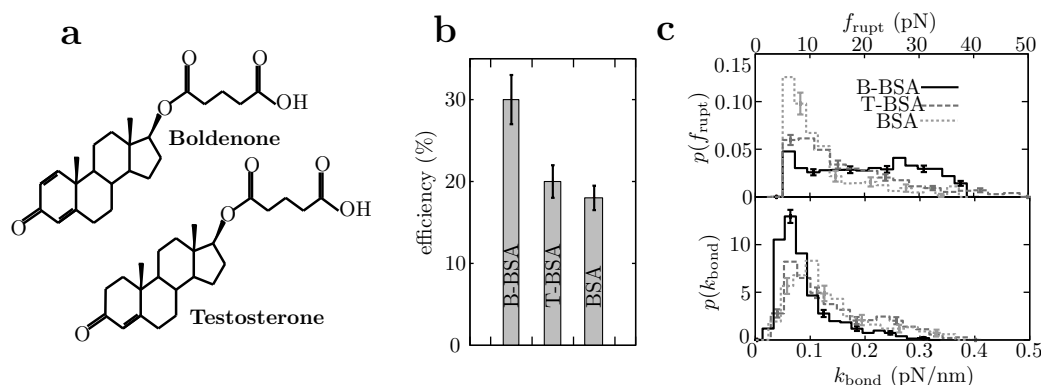 a
O
O
O
OH
Boldenone
O
O
O
O
OH
O
Testosterone
b
efficiency (%)
30
20
10
0
B-BSA
T-BSA
BSA
c
f_rupt (pN)
0 10 20 30 40 50
p(f_rupt)
0.15
0.10
0.05
0
B-BSA
T-BSA
BSA
p(k_bond)
10
5
0
0 0.1 0.2 0.3 0.4 0.5
k_bond (pN/nm)